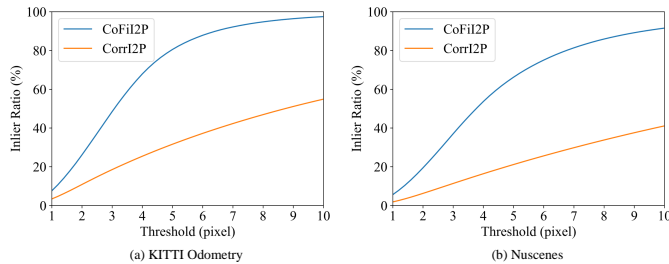 100
80
60
40
20
0
Inlier Ratio (%)
CoFiI2P
CorrI2P
1 2 3 4 5 6 7 8 9 10
Threshold (pixel)
(a) KITTI Odometry
100
80
60
40
20
0
Inlier Ratio (%)
CoFiI2P
CorrI2P
1 2 3 4 5 6 7 8 9 10
Threshold (pixel)
(b) Nuscenes